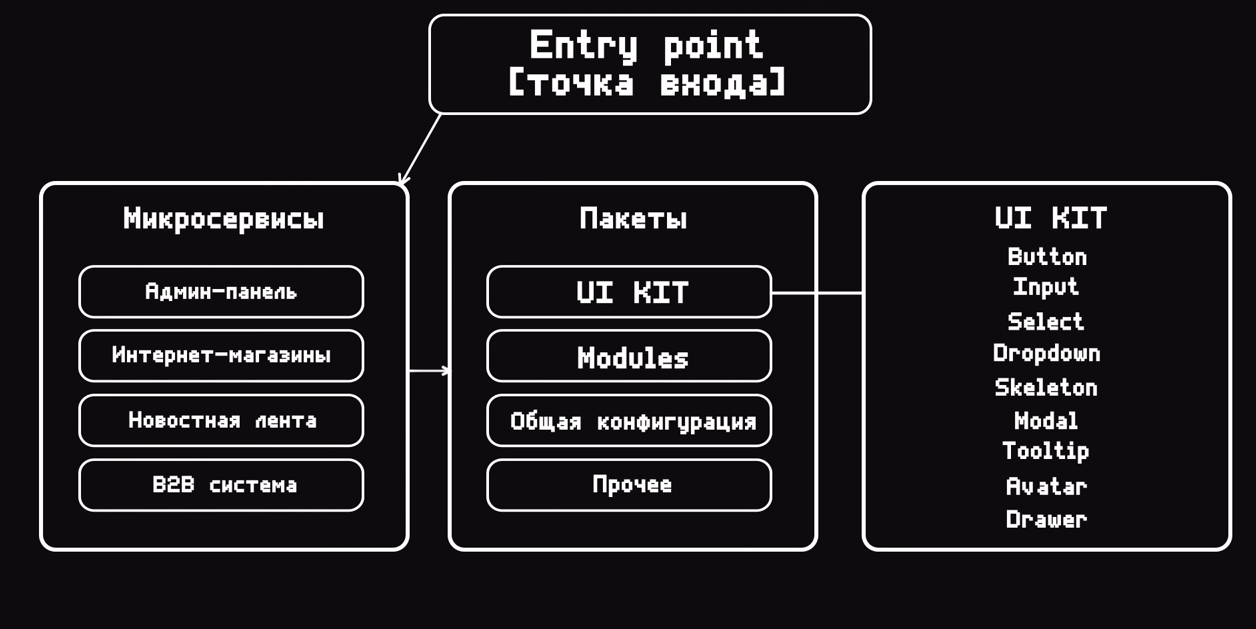 Entry point
[точка входа]
Микросервисы
Админ-панель
Интернет-магазины
Новостная лента
B2B система
Пакеты
UI KIT
Modules
Общая конфигурация
Прочее
UI KIT
Button
Input
Select
Dropdown
Skeleton
Modal
Tooltip
Avatar
Drawer